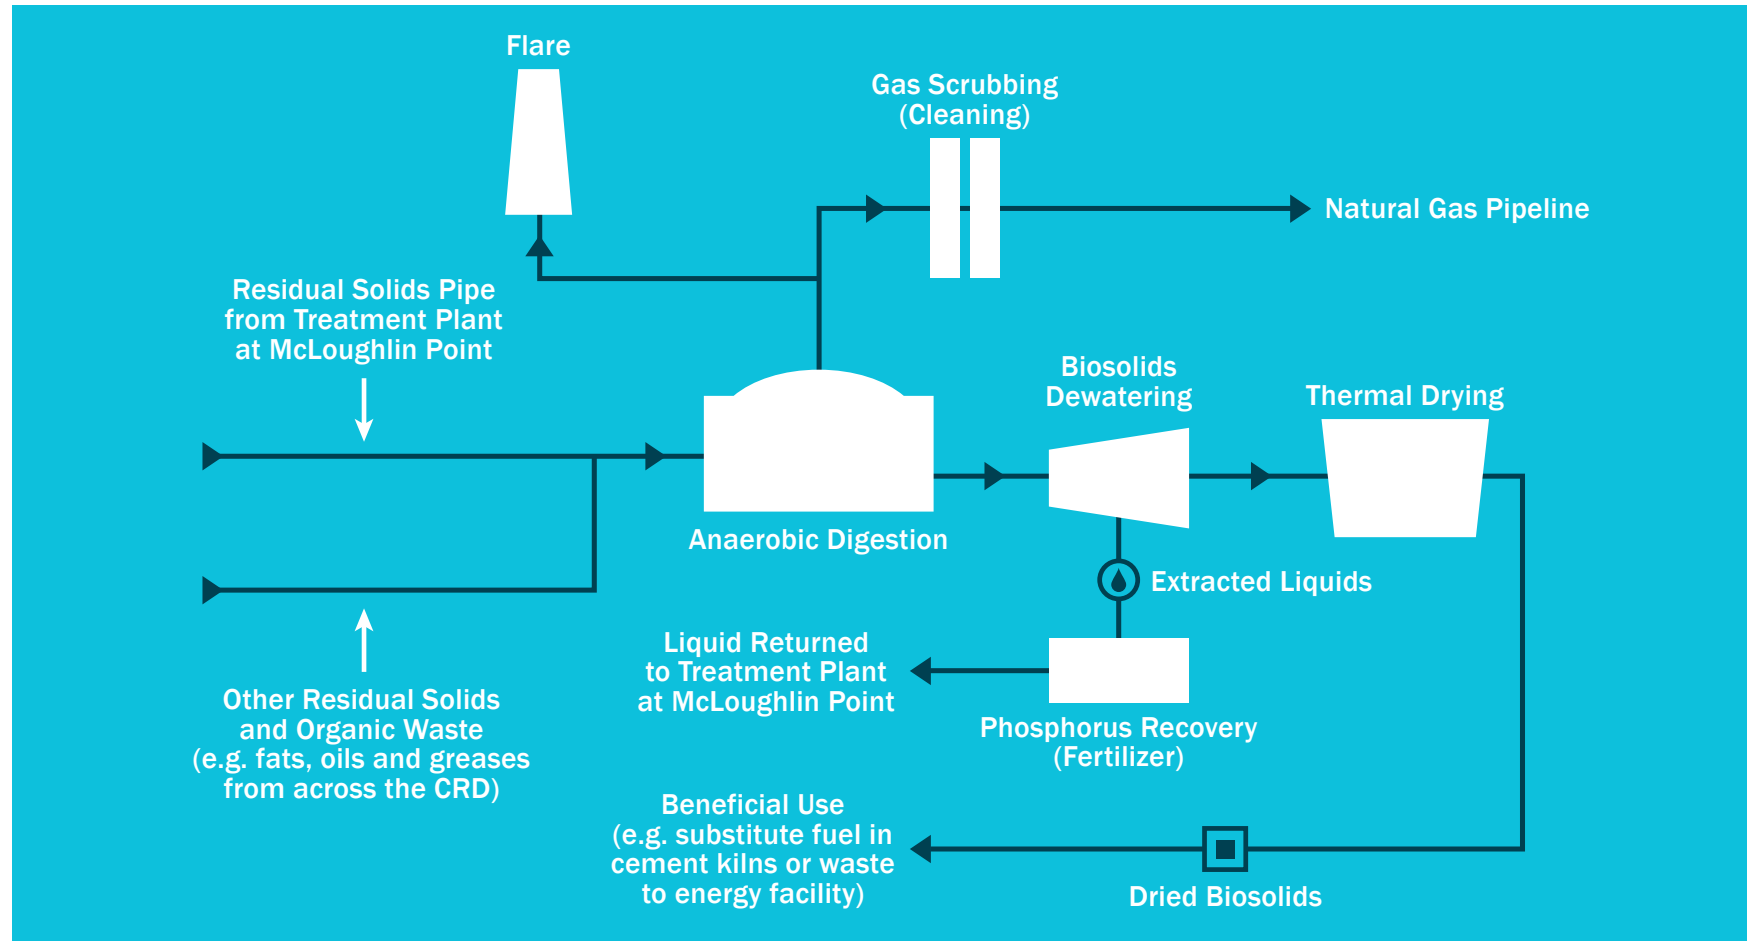 Flare
Gas Scrubbing
(Cleaning)
Natural Gas Pipeline
Residual Solids Pipe
from Treatment Plant
at McLoughlin Point
Biosolids
Dewatering
Thermal Drying
Anaerobic Digestion
Extracted Liquids
Liquid Returned
to Treatment Plant
at McLoughlin Point
Other Residual Solids
and Organic Waste
(e.g. fats, oils and greases
from across the CRD)
Phosphorus Recovery
(Fertilizer)
Beneficial Use
(e.g. substitute fuel in
cement kilns or waste
to energy facility)
Dried Biosolids